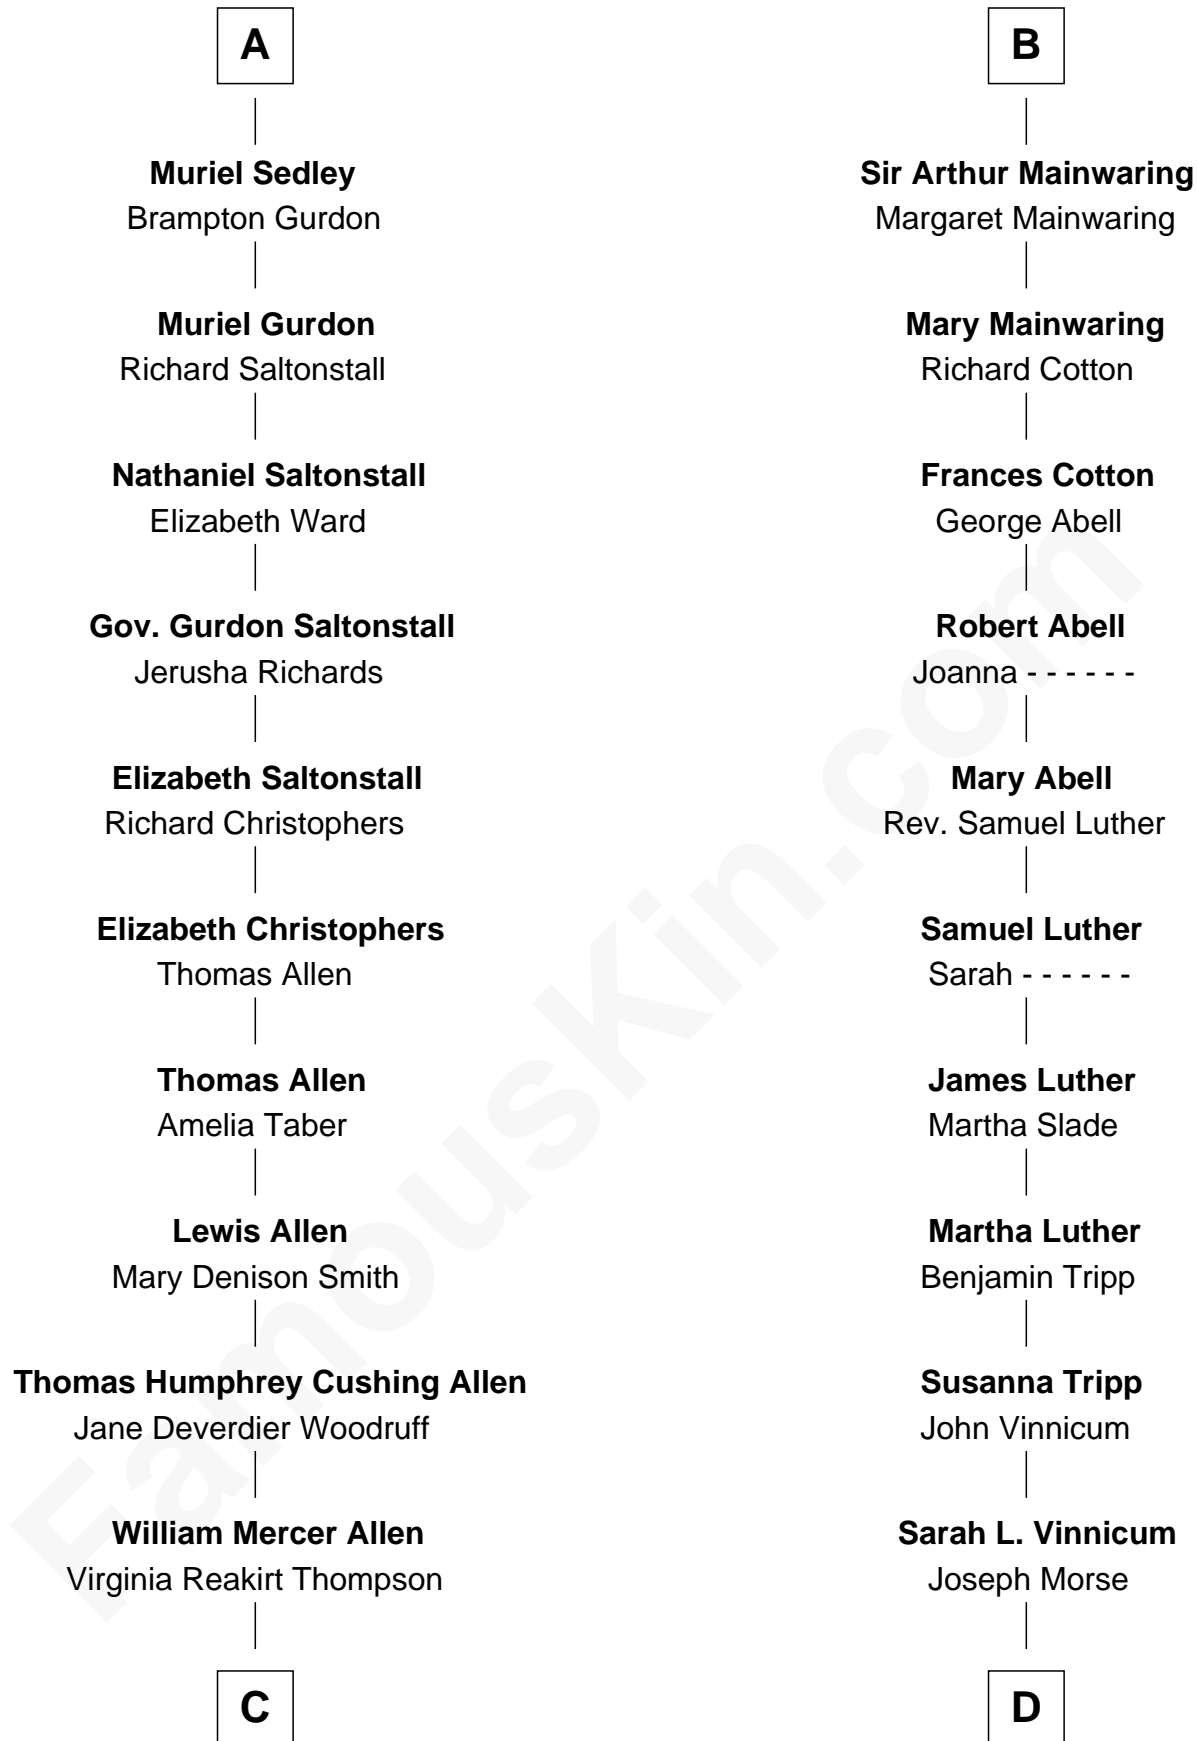 A
Muriel Sedley
Brampton Gurdon
Muriel Gurdon
Richard Saltonstall
Nathaniel Saltonstall
Elizabeth Ward
Gov. Gurdon Saltonstall
Jerusha Richards
Elizabeth Saltonstall
Richard Christophers
Elizabeth Christophers
Thomas Allen
Thomas Allen
Amelia Taber
Lewis Allen
Mary Denison Smith
Thomas Humphrey Cushing Allen
Jane Deverdier Woodruff
William Mercer Allen
Virginia Reakirt Thompson
C
B
Sir Arthur Mainwaring
Margaret Mainwaring
Mary Mainwaring
Richard Cotton
Frances Cotton
George Abell
Robert Abell
Joanna - - - - - -
Mary Abell
Rev. Samuel Luther
Samuel Luther
Sarah - - - - - -
James Luther
Martha Slade
Martha Luther
Benjamin Tripp
Susanna Tripp
John Vinnicum
Sarah L. Vinnicum
Joseph Morse
D
FamousKin.com